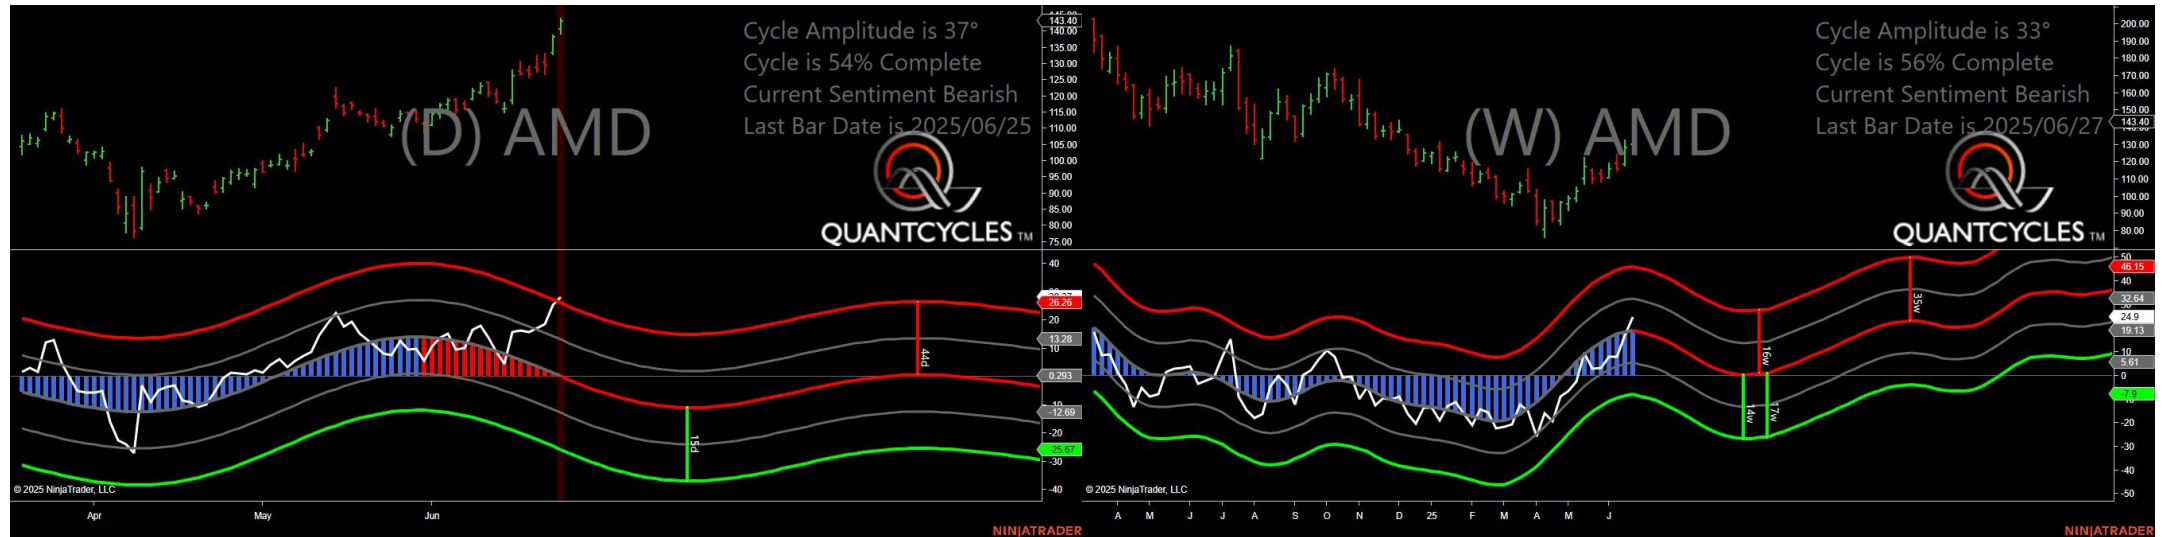 Cycle Amplitude is 37°
Cycle is 54% Complete
Current Sentiment Bearish
Last Bar Date is 2025/06/25
(D) AMD
QUANTCYCLES TM
143.40
140.00
135.00
130.00
125.00
120.00
115.00
110.00
105.00
100.00
95.00
90.00
85.00
80.00
75.00
40
26.26
20
13.28
10
0.293
-12.69
-20
-25.67
-30
-40
44d
15d
© 2025 NinjaTrader, LLC
Apr May Jun
NINJATRADER
Cycle Amplitude is 33°
Cycle is 56% Complete
Current Sentiment Bearish
Last Bar Date is 2025/06/27
(W) AMD
QUANTCYCLES TM
200.00
190.00
180.00
170.00
160.00
150.00
143.40
130.00
120.00
110.00
100.00
90.00
80.00
50
46.15
40
32.64
24.9
19.13
10
5.61
0
-7.9
-20
-30
-40
-50
35w
16w
14w
17w
© 2025 NinjaTrader, LLC
A M J J A S O N D 25 F M A M J
NINJATRADER